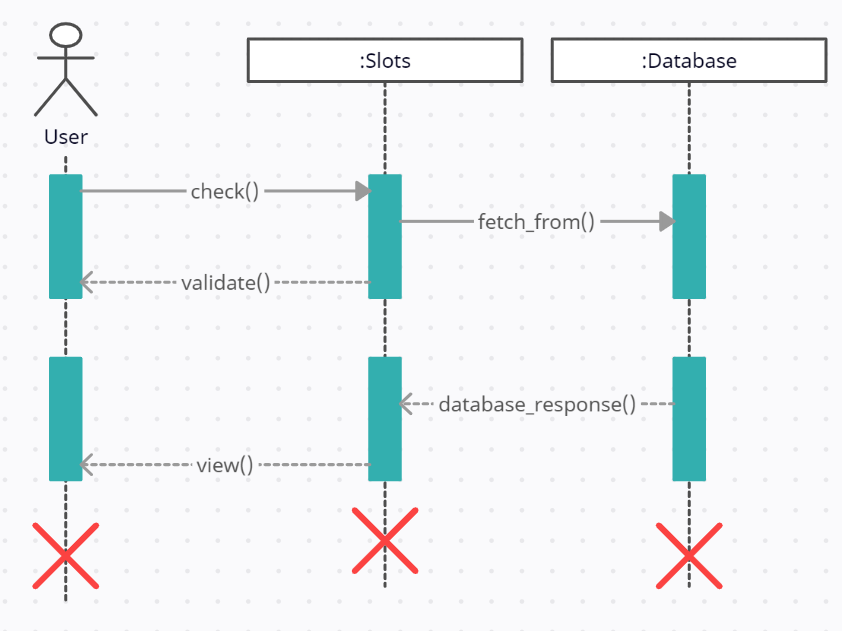 :Slots
:Database
User
check()
fetch_from()
validate()
database_response()
view()